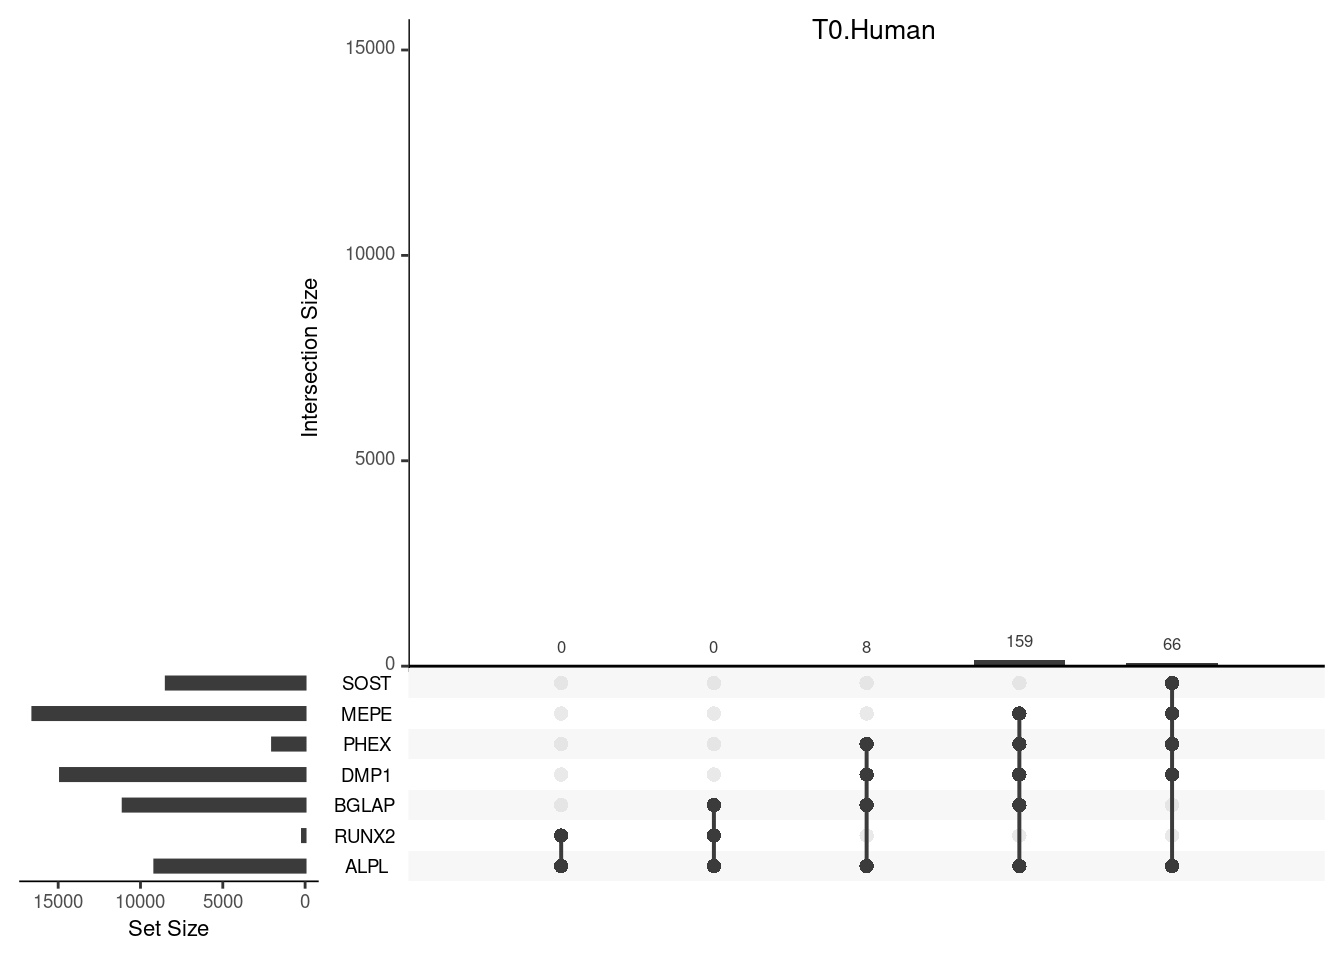 T0.Human
15000
10000
5000
0
Intersection Size
0
0
8
159
66
SOST
MEPE
PHEX
DMP1
BGLAP
RUNX2
ALPL
15000 10000 5000 0
Set Size